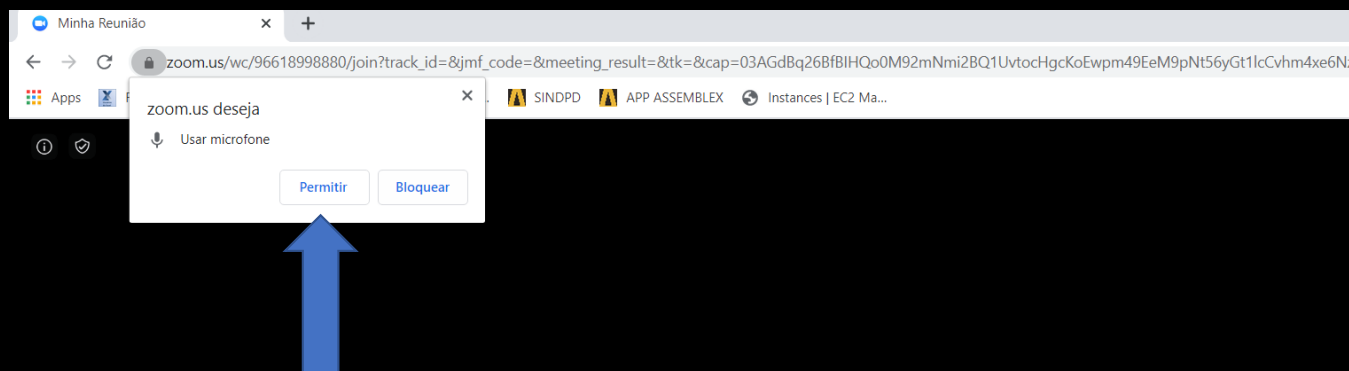 Minha Reunião
zoom.us/wc/96618998880/join?track_id=&jmf_code=&meeting_result=&tk=&cap=03AGdBq26BfBIHQo0M92mNmi2BQ1UvtocHgcKoEwpm49EeM9pNt56yGt1lcCvhm4xe6N
Apps SINDPD APP ASSEMBLEX Instances | EC2 Ma...
zoom.us deseja
Usar microfone
Permitir Bloquear